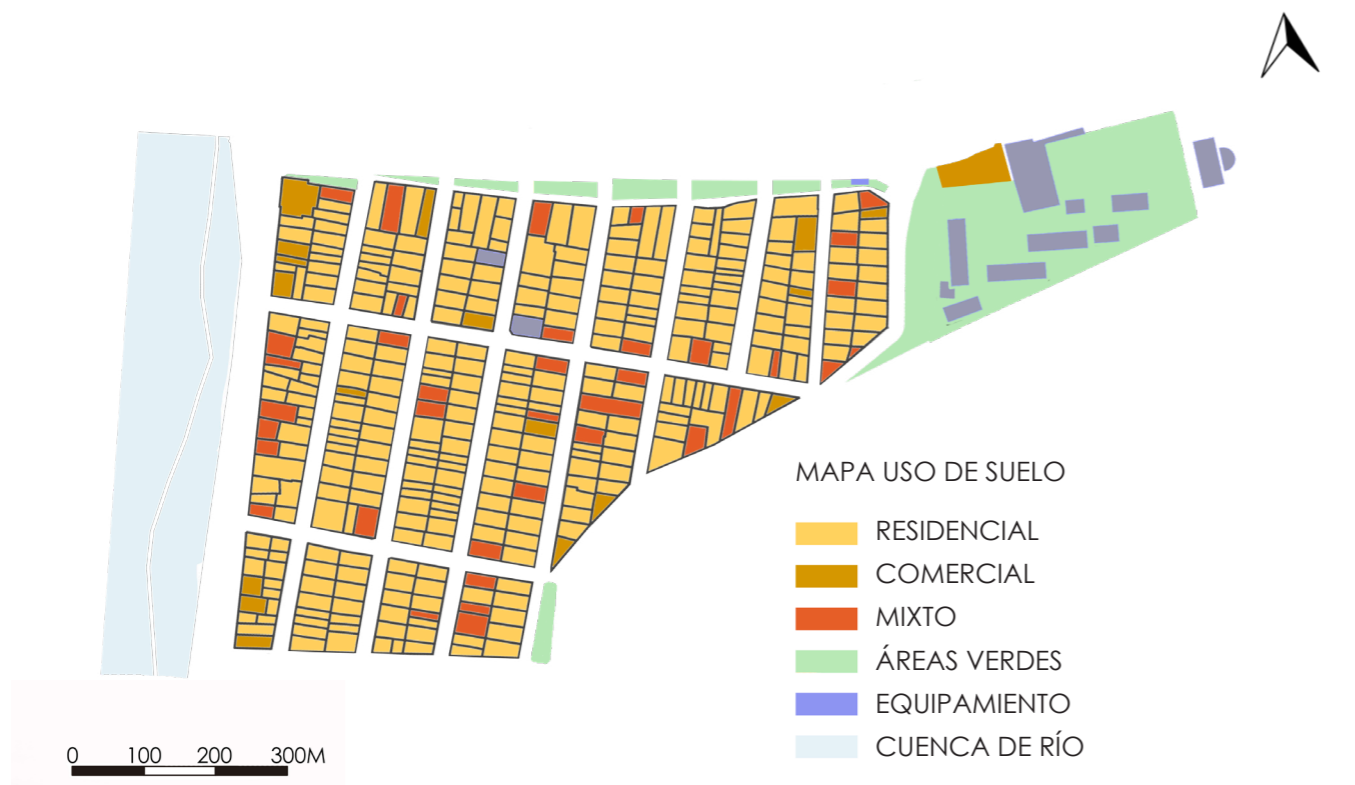 MAPA USO DE SUELO
RESIDENCIAL
COMERCIAL
MIXTO
ÁREAS VERDES
EQUIPAMIENTO
CUENCA DE RÍO
0 100 200 300M